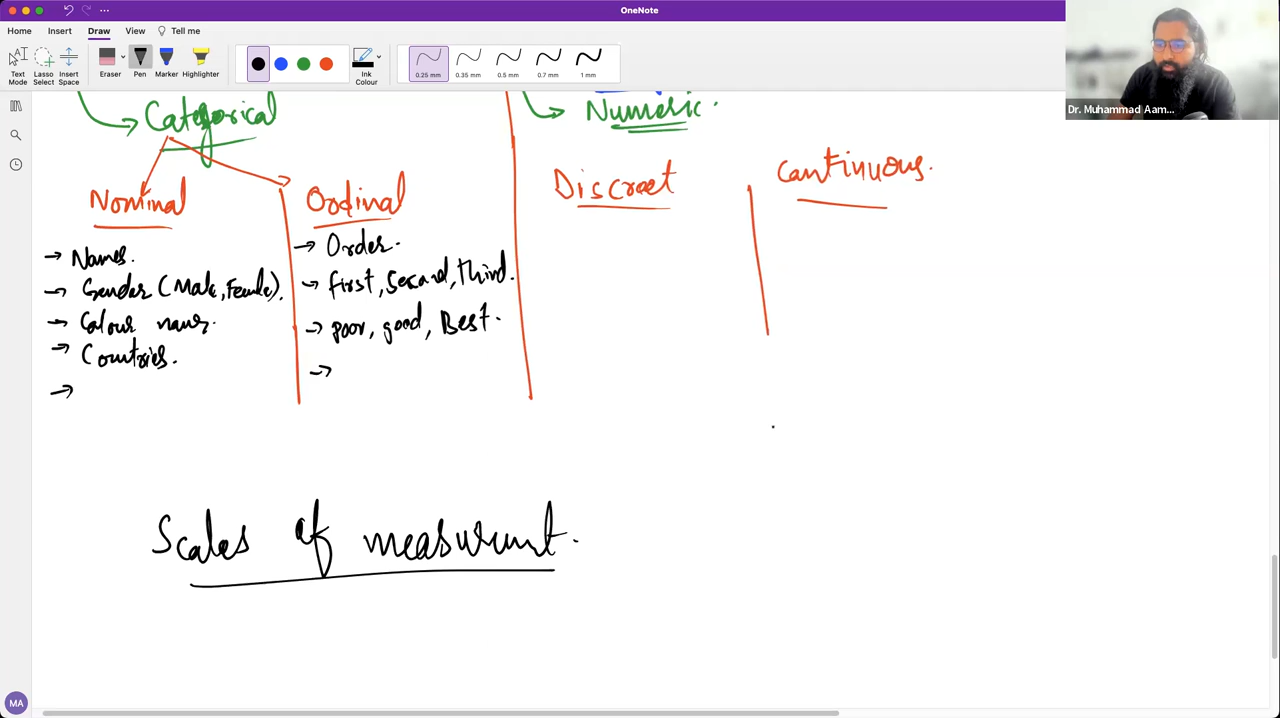 OneNote
Home Insert Draw View Tell me
Text Mode
Lasso Select
Insert Space
Eraser
Pen
Marker
Highlighter
Ink Colour
0.25 mm
0.35 mm
0.5 mm
0.7 mm
1 mm
Dr. Muhammad Aam...
Categorical
Numeric.
Nominal
Ordinal
Discreet
Continuous.
→ Names.
→ Gender (Male, Female).
→ Colour names.
→ Countries.
→
→ Order.
→ first, Second, third.
→ poor, good, Best.
→
Scales of measurment.
MA